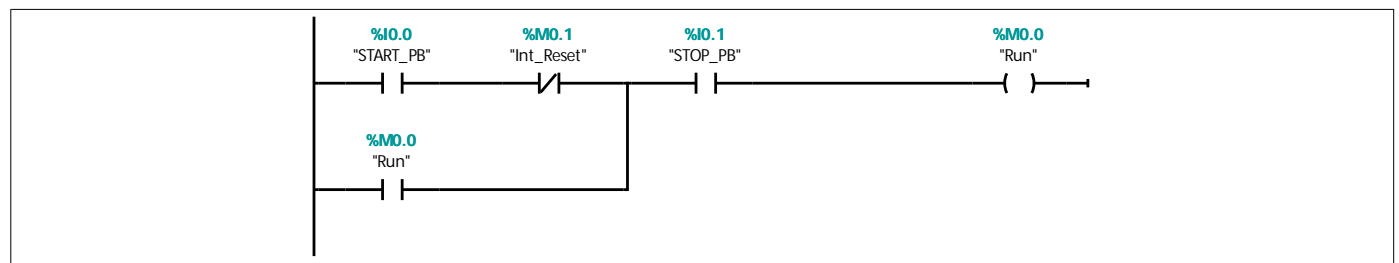 %I0.0 %M0.1 %I0.1 %M0.0
"START_PB" "Int_Reset" "STOP_PB" "Run"
%M0.0
"Run"